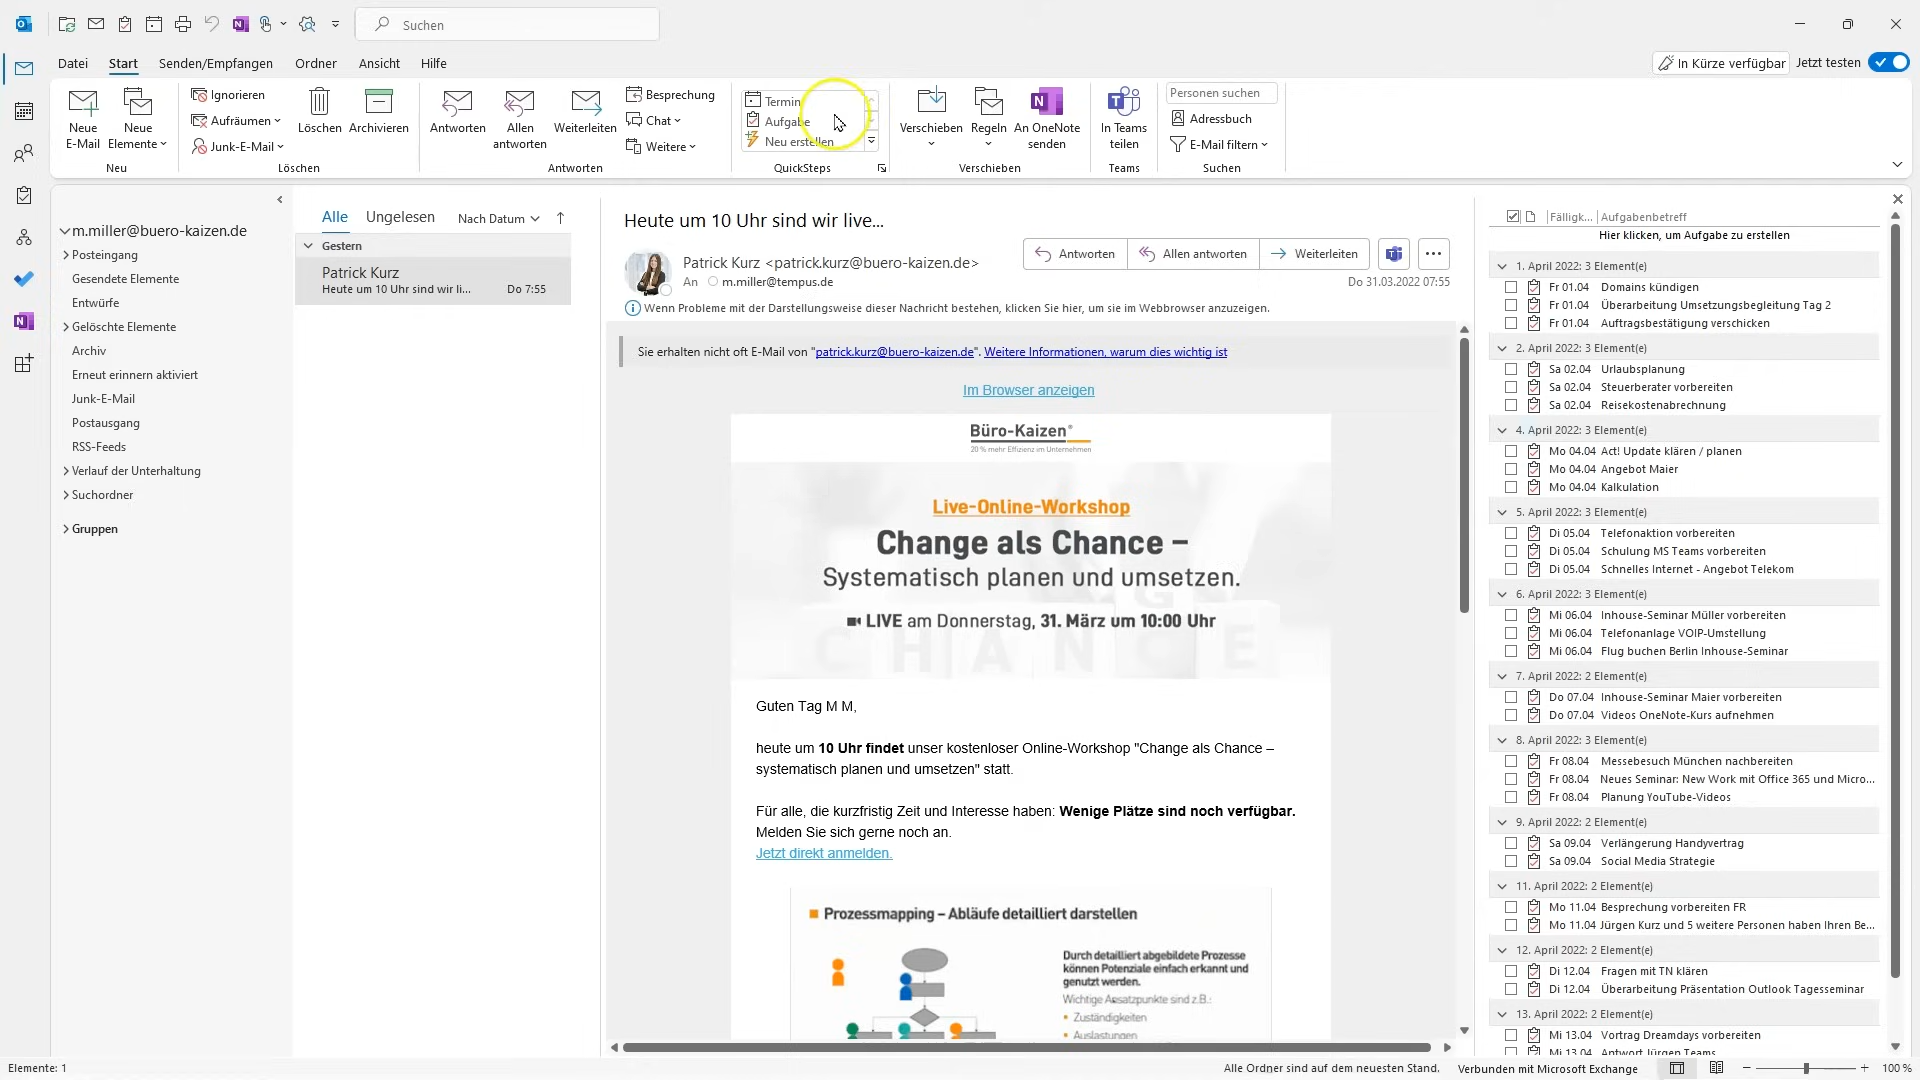 Suchen
Datei Start Senden/Empfangen Ordner Ansicht Hilfe
In Kürze verfügbar Jetzt testen
Neue E-Mail
Neue Elemente
Neu
Ignorieren
Aufräumen
Junk-E-Mail
Löschen
Archivieren
Löschen
Antworten
Allen antworten
Weiterleiten
Besprechung
Chat
Weitere
Antworten
Termin
Aufgabe
Neu erstellen
QuickSteps
Verschieben
Regeln
An OneNote senden
Verschieben
In Teams teilen
Teams
Personen suchen
Adressbuch
E-Mail filtern
Suchen
m.miller@buero-kaizen.de
Posteingang
Gesendete Elemente
Entwürfe
Gelöschte Elemente
Archiv
Erneut erinnern aktiviert
Junk-E-Mail
Postausgang
RSS-Feeds
Verlauf der Unterhaltung
Suchordner
Gruppen
Alle Ungelesen Nach Datum
Gestern
Patrick Kurz
Heute um 10 Uhr sind wir li... Do 7:55
Heute um 10 Uhr sind wir live...
Patrick Kurz <patrick.kurz@buero-kaizen.de>
An m.miller@tempus.de
Antworten Allen antworten Weiterleiten
Do 31.03.2022 07:55
Wenn Probleme mit der Darstellungsweise dieser Nachricht bestehen, klicken Sie hier, um sie im Webbrowser anzuzeigen.
Sie erhalten nicht oft E-Mail von "patrick.kurz@buero-kaizen.de". Weitere Informationen, warum dies wichtig ist
Im Browser anzeigen
Büro-Kaizen®
20 % mehr Effizienz im Unternehmen
Live-Online-Workshop
Change als Chance –
Systematisch planen und umsetzen.
LIVE am Donnerstag, 31. März um 10:00 Uhr
CHANCE
Guten Tag M M,
heute um 10 Uhr findet unser kostenloser Online-Workshop "Change als Chance –
systematisch planen und umsetzen" statt.
Für alle, die kurzfristig Zeit und Interesse haben: Wenige Plätze sind noch verfügbar.
Melden Sie sich gerne noch an.
Jetzt direkt anmelden.
Prozessmapping – Abläufe detailliert darstellen
Durch detailliert abgebildete Prozesse
können Potenziale einfach erkannt und
genutzt werden.
Wichtige Ansatzpunkte sind z.B.:
Zuständigkeiten
Auslastungen
Fälligk... Aufgabenbetreff
Hier klicken, um Aufgabe zu erstellen
1. April 2022: 3 Element(e)
Fr 01.04 Domains kündigen
Fr 01.04 Überarbeitung Umsetzungsbegleitung Tag 2
Fr 01.04 Auftragsbestätigung verschicken
2. April 2022: 3 Element(e)
Sa 02.04 Urlaubsplanung
Sa 02.04 Steuerberater vorbereiten
Sa 02.04 Reisekostenabrechnung
4. April 2022: 3 Element(e)
Mo 04.04 Act! Update klären / planen
Mo 04.04 Angebot Maier
Mo 04.04 Kalkulation
5. April 2022: 3 Element(e)
Di 05.04 Telefonaktion vorbereiten
Di 05.04 Schulung MS Teams vorbereiten
Di 05.04 Schnelles Internet - Angebot Telekom
6. April 2022: 3 Element(e)
Mi 06.04 Inhouse-Seminar Müller vorbereiten
Mi 06.04 Telefonanlage VOIP-Umstellung
Mi 06.04 Flug buchen Berlin Inhouse-Seminar
7. April 2022: 2 Element(e)
Do 07.04 Inhouse-Seminar Maier vorbereiten
Do 07.04 Videos OneNote-Kurs aufnehmen
8. April 2022: 3 Element(e)
Fr 08.04 Messebesuch München nachbereiten
Fr 08.04 Neues Seminar: New Work mit Office 365 und Micro...
Fr 08.04 Planung YouTube-Videos
9. April 2022: 2 Element(e)
Sa 09.04 Verlängerung Handyvertrag
Sa 09.04 Social Media Strategie
11. April 2022: 2 Element(e)
Mo 11.04 Besprechung vorbereiten FR
Mo 11.04 Jürgen Kurz und 5 weitere Personen haben Ihren Be...
12. April 2022: 2 Element(e)
Di 12.04 Fragen mit TN klären
Di 12.04 Überarbeitung Präsentation Outlook Tagesseminar
13. April 2022: 2 Element(e)
Mi 13.04 Vortrag Dreamdays vorbereiten
Mi 13.04 Antwort Jürgen Teams
Elemente: 1
Alle Ordner sind auf dem neuesten Stand. Verbunden mit Microsoft Exchange 100 %